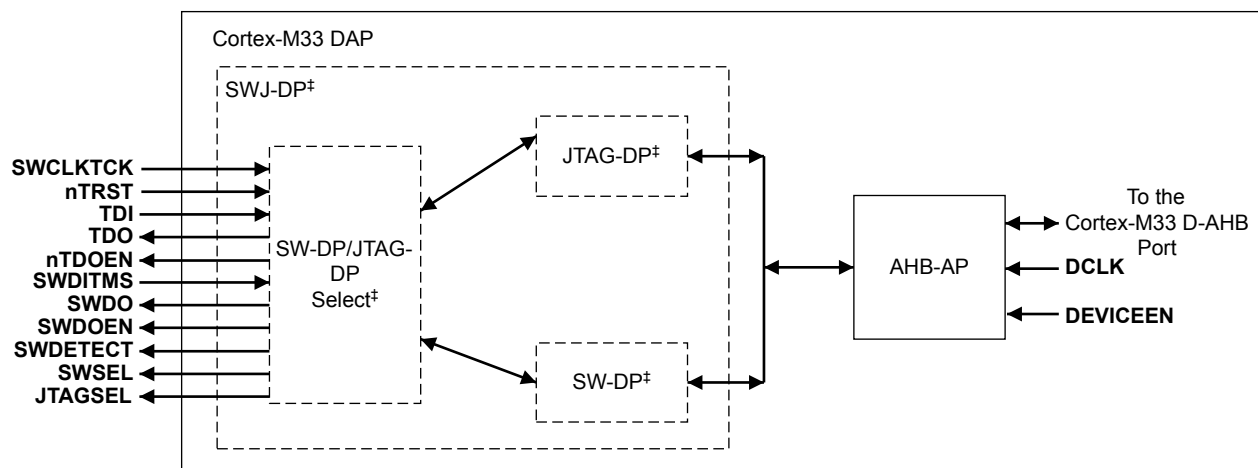 Cortex-M33 DAP
SWJ-DP‡
SWCLKTCK
nTRST
TDI
TDO
nTDOEN
SWDITMS
SWDO
SWDOEN
SWDETECT
SWSEL
JTAGSEL
SW-DP/JTAG-
DP
Select‡
JTAG-DP‡
SW-DP‡
AHB-AP
To the
Cortex-M33 D-AHB
Port
DCLK
DEVICEEN